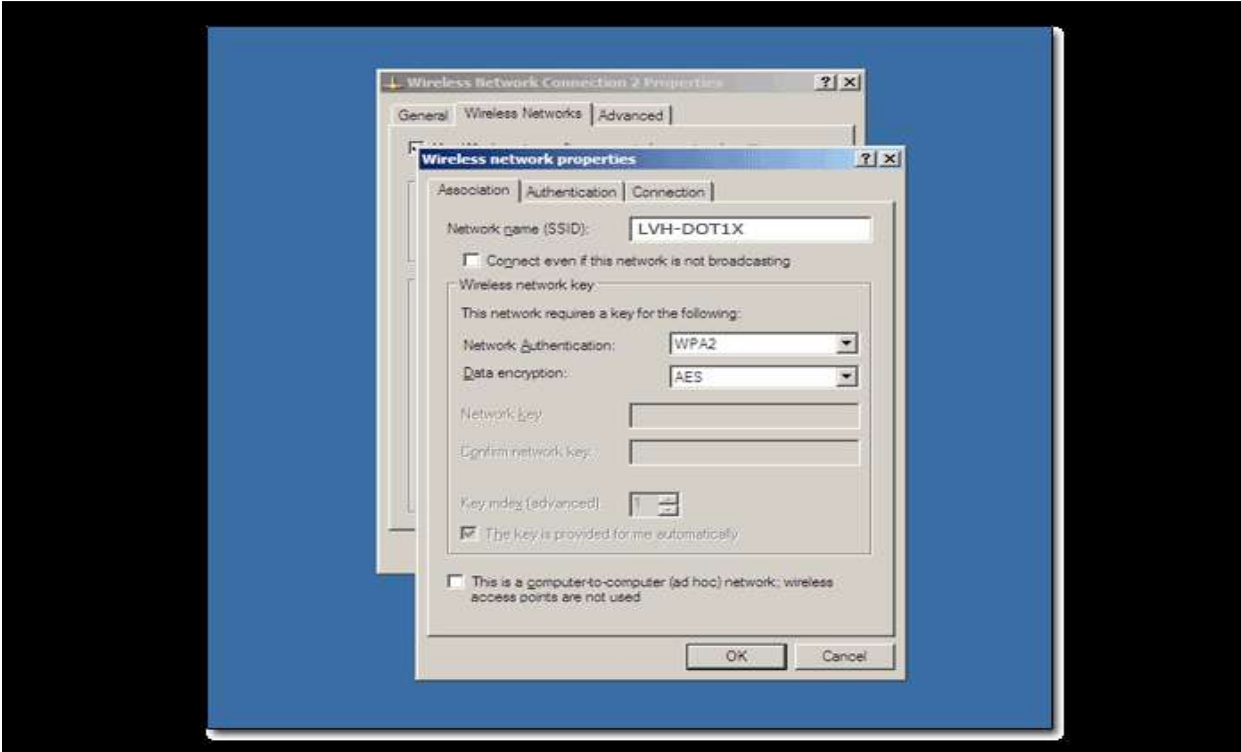 Wireless Network Connection 2 Properties
General Wireless Networks Advanced
Wireless network properties
Association Authentication Connection
Network name (SSID): LVH-DOT1X
Connect even if this network is not broadcasting
Wireless network key
This network requires a key for the following:
Network Authentication: WPA2
Data encryption: AES
Network key:
Confirm network key:
Key index (advanced): 1
The key is provided for me automatically
This is a computer-to-computer (ad hoc) network; wireless
access points are not used
OK Cancel